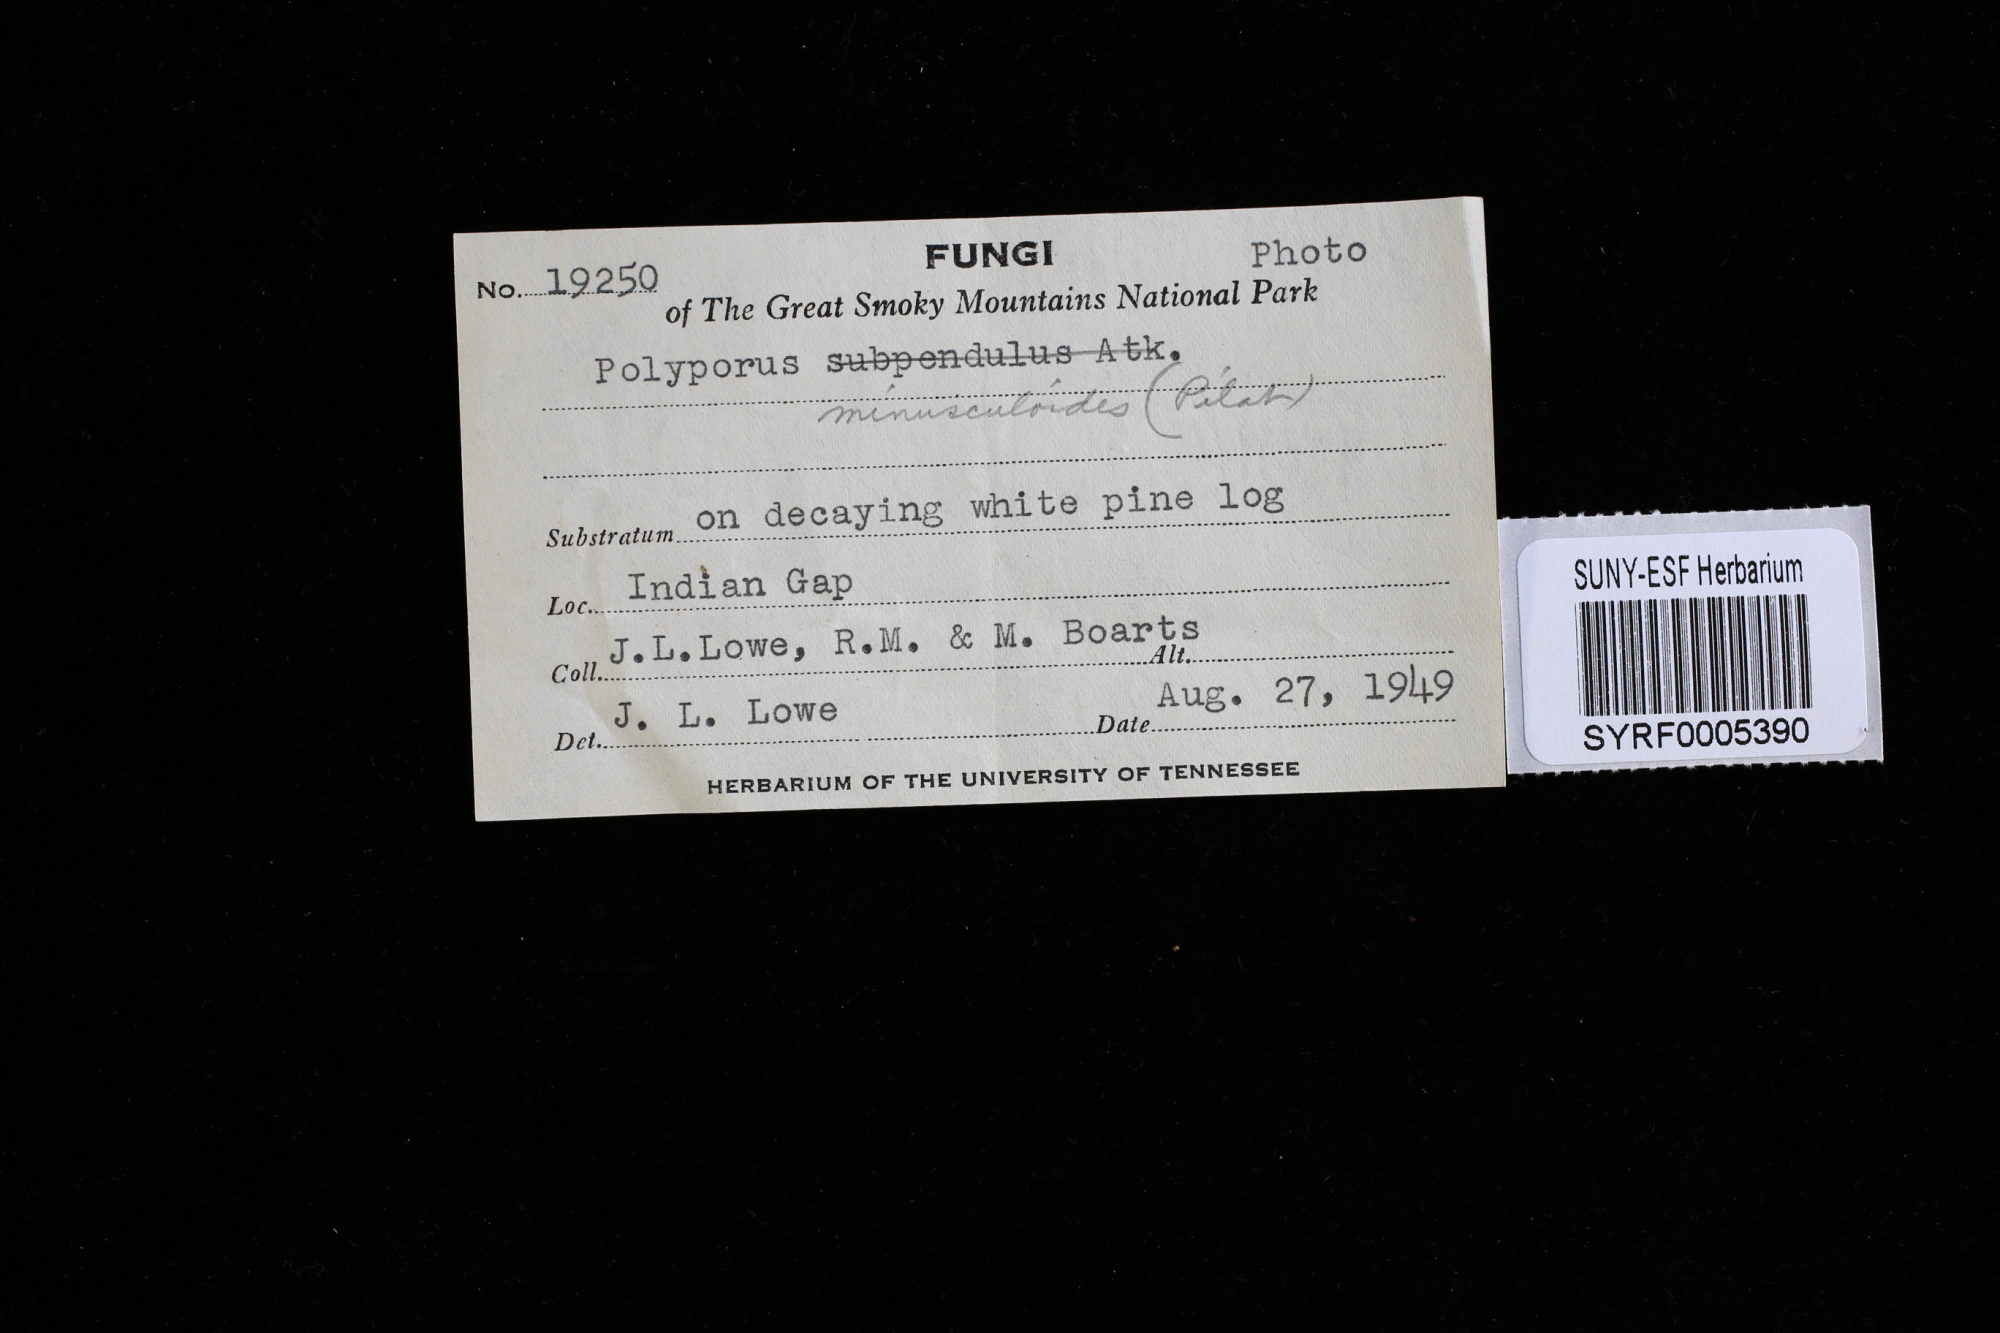 FUNGI Photo
No. 19250
of The Great Smoky Mountains National Park
Polyporus subpendulus Atk.
minusculoides (Pilat)
Substratum on decaying white pine log
Loc. Indian Gap
Coll. J.L.Lowe, R.M. & M. Boarts Alt.
Det. J. L. Lowe Date Aug. 27, 1949
HERBARIUM OF THE UNIVERSITY OF TENNESSEE
SUNY-ESF Herbarium
SYRF0005390